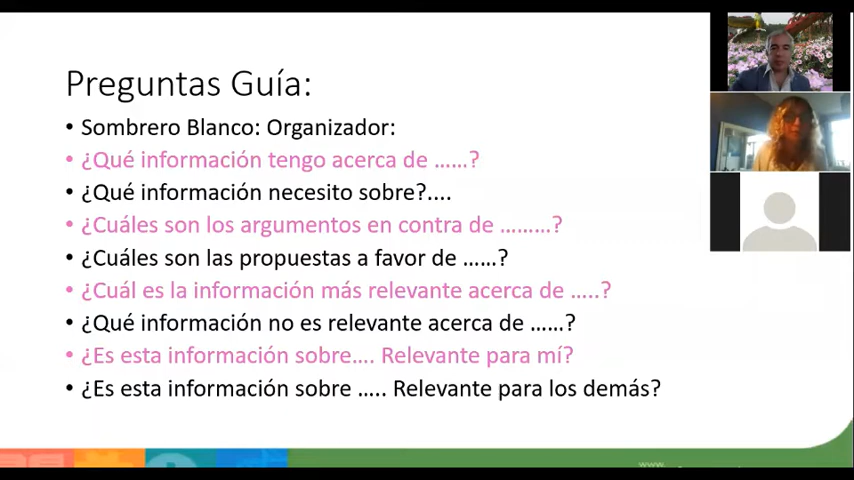 Preguntas Guía:
• Sombrero Blanco: Organizador:
• ¿Qué información tengo acerca de ……?
• ¿Qué información necesito sobre?....
• ¿Cuáles son los argumentos en contra de ………?
• ¿Cuáles son las propuestas a favor de ……?
• ¿Cuál es la información más relevante acerca de …..?
• ¿Qué información no es relevante acerca de ……?
• ¿Es esta información sobre…. Relevante para mí?
• ¿Es esta información sobre ….. Relevante para los demás?
www.